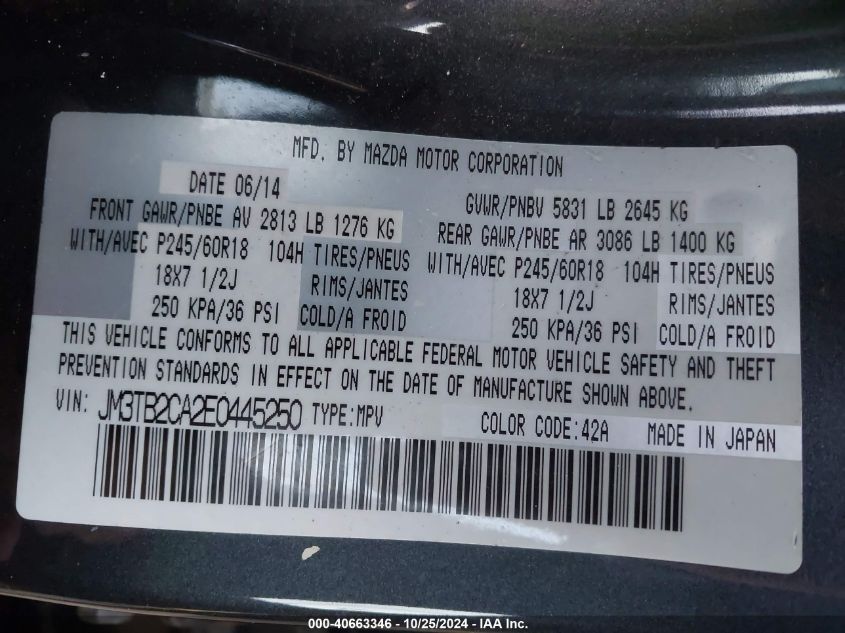 MFD. BY MAZDA MOTOR CORPORATION
DATE 06/14
GVWR/PNBV 5831 LB 2645 KG
FRONT GAWR/PNBE AV 2813 LB 1276 KG
REAR GAWR/PNBE AR 3086 LB 1400 KG
WITH/AVEC P245/60R18 104H TIRES/PNEUS
WITH/AVEC P245/60R18 104H TIRES/PNEUS
18X7 1/2J RIMS/JANTES
18X7 1/2J RIMS/JANTES
250 KPA/36 PSI COLD/A FROID
250 KPA/36 PSI COLD/A FROID
THIS VEHICLE CONFORMS TO ALL APPLICABLE FEDERAL MOTOR VEHICLE SAFETY AND THEFT
PREVENTION STANDARDS IN EFFECT ON THE DATE OF MANUFACTURE SHOWN ABOVE.
VIN: JM3TB2CA2E0445250 TYPE:MPV COLOR CODE:42A MADE IN JAPAN
000-40663346 - 10/25/2024 - IAA Inc.